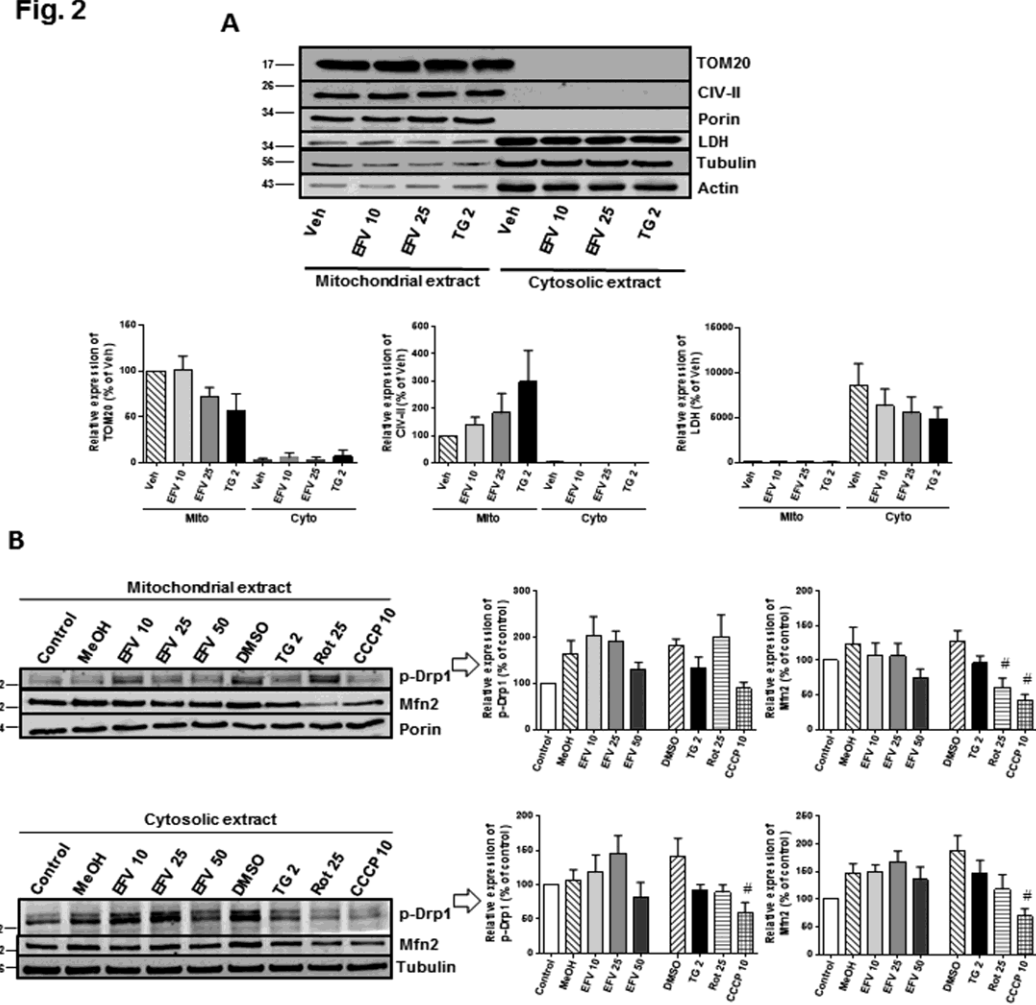 Fig. 2
A
17
26
34
34
56
43
TOM20
CIV-II
Porin
LDH
Tubulin
Actin
Veh EFV 10 EFV 25 TG 2 Veh EFV 10 EFV 25 TG 2
Mitochondrial extract Cytosolic extract
Relative expression of
TOM20 (% of Veh)
160
100
60
0
Veh EFV 10 EFV 25 TG 2 Veh EFV 10 EFV 25 TG 2
Mito Cyto
Relative expression of
CIV-II (% of Veh)
600
400
300
200
100
0
Veh EFV 10 EFV 25 TG 2 Veh EFV 10 EFV 25 TG 2
Mito Cyto
Relative expression of
LDH (% of Veh)
16000
10000
6000
0
Veh EFV 10 EFV 25 TG 2 Veh EFV 10 EFV 25 TG 2
Mito Cyto
B
Mitochondrial extract
Control MeOH EFV 10 EFV 25 EFV 50 DMSO TG 2 Rot 25 CCCP 10
p-Drp1
Mfn2
Porin
Relative expression of
p-Drp1 (% of control)
300
200
100
0
Control MeOH EFV 10 EFV 25 EFV 50 DMSO TG 2 Rot 25 CCCP 10
Relative expression of
Mfn2 (% of control)
200
150
100
50
0
# #
Control MeOH EFV 10 EFV 25 EFV 50 DMSO TG 2 Rot 25 CCCP 10
Cytosolic extract
Control MeOH EFV 10 EFV 25 EFV 50 DMSO TG 2 Rot 25 CCCP 10
p-Drp1
Mfn2
Tubulin
Relative expression of
p-Drp1 (% of control)
200
150
100
50
0
#
Control MeOH EFV 10 EFV 25 EFV 50 DMSO TG 2 Rot 25 CCCP 10
Relative expression of
Mfn2 (% of control)
250
200
150
100
50
0
#
Control MeOH EFV 10 EFV 25 EFV 50 DMSO TG 2 Rot 25 CCCP 10